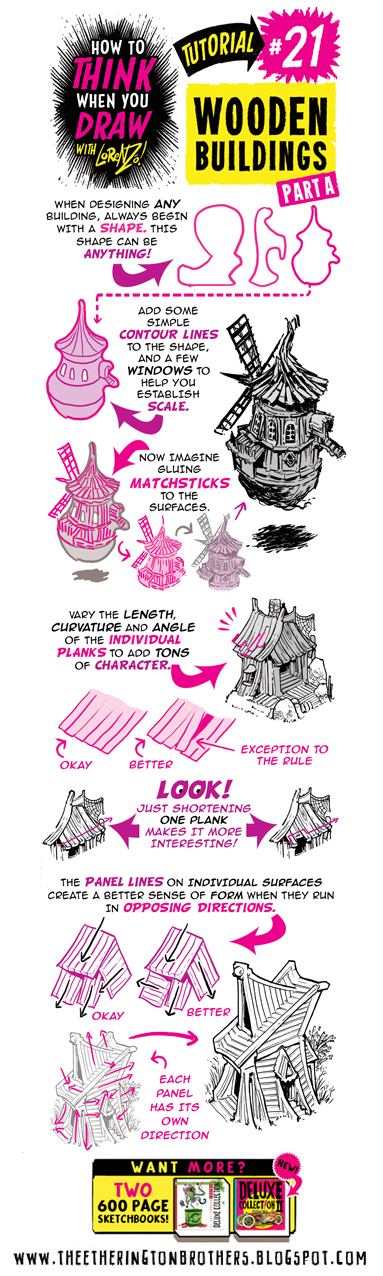 HOW TO
THINK
WHEN YOU
DRAW
WITH LORENZO!
TUTORIAL
#21
WOODEN
BUILDINGS
PART A
WHEN DESIGNING ANY
BUILDING, ALWAYS BEGIN
WITH A SHAPE. THIS
SHAPE CAN BE
ANYTHING!
ADD SOME
SIMPLE
CONTOUR LINES
TO THE SHAPE,
AND A FEW
WINDOWS TO
HELP YOU
ESTABLISH
SCALE.
NOW IMAGINE
GLUING
MATCHSTICKS
TO THE
SURFACES.
VARY THE LENGTH,
CURVATURE AND ANGLE
OF THE INDIVIDUAL
PLANKS TO ADD TONS
OF CHARACTER.
OKAY
BETTER
EXCEPTION TO
THE RULE
LOOK!
JUST SHORTENING
ONE PLANK
MAKES IT MORE
INTERESTING!
THE PANEL LINES ON INDIVIDUAL SURFACES
CREATE A BETTER SENSE OF FORM WHEN THEY RUN
IN OPPOSING DIRECTIONS.
OKAY
BETTER
EACH
PANEL
HAS ITS
OWN
DIRECTION
WANT MORE?
NEW!
TWO
600 PAGE
SKETCHBOOKS!
DELUXE COLLECTION
DELUXE
COLLECTION II
WWW.THEETHERINGTONBROTHERS.BLOGSPOT.COM